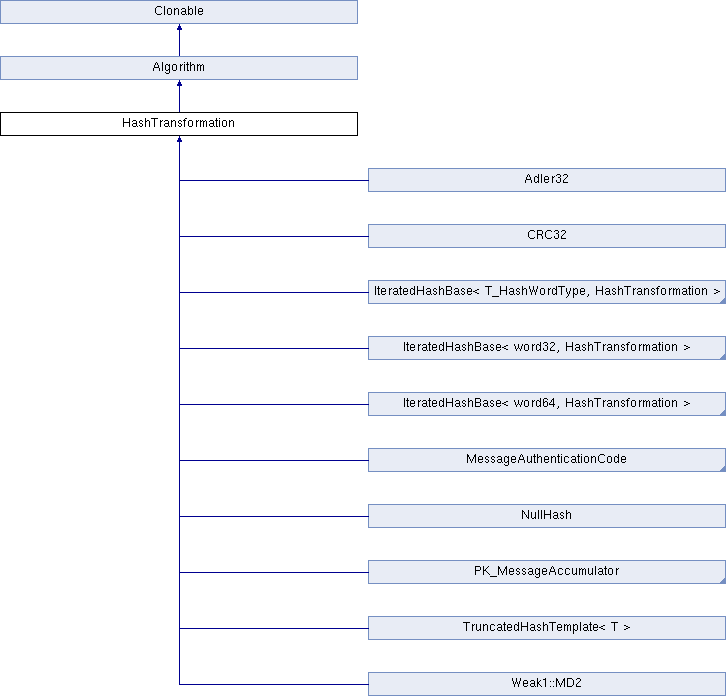 Clonable
Algorithm
HashTransformation
Adler32
CRC32
IteratedHashBase< T_HashWordType, HashTransformation >
IteratedHashBase< word32, HashTransformation >
IteratedHashBase< word64, HashTransformation >
MessageAuthenticationCode
NullHash
PK_MessageAccumulator
TruncatedHashTemplate< T >
Weak1::MD2